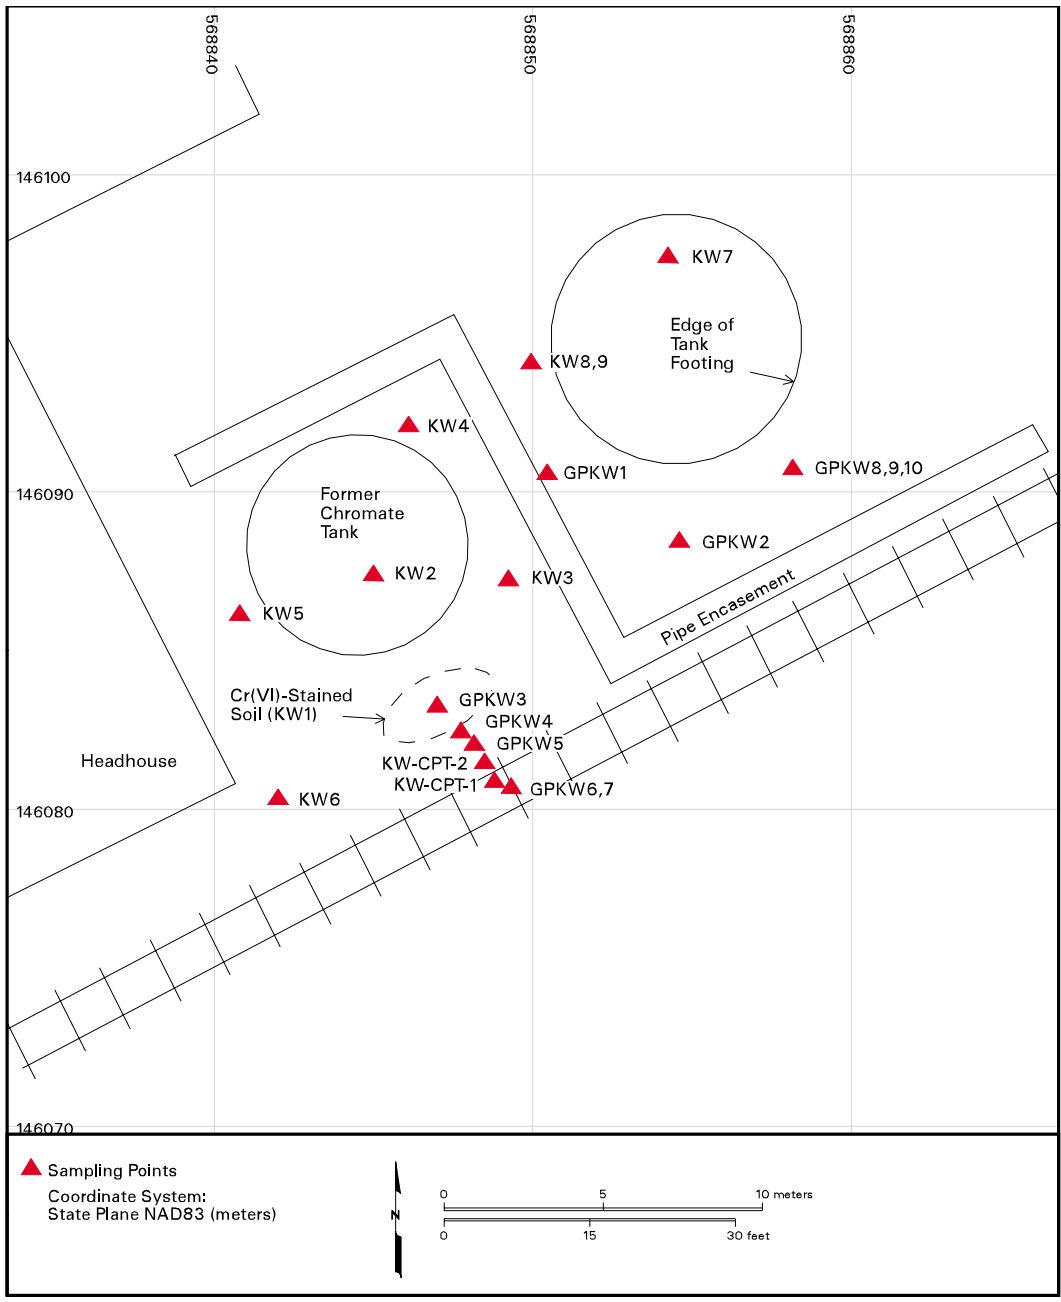 568840
568850
568860
146100
KW7
Edge of
Tank
Footing
KW8,9
KW4
GPKW1
GPKW8,9,10
146090
Former
Chromate
Tank
GPKW2
KW2
KW3
Pipe Encasement
KW5
Cr(VI)-Stained
Soil (KW1)
GPKW3
GPKW4
GPKW5
KW-CPT-2
KW-CPT-1
GPKW6,7
Headhouse
KW6
146080
146070
Sampling Points
Coordinate System:
State Plane NAD83 (meters)
N
0 5 10 meters
0 15 30 feet